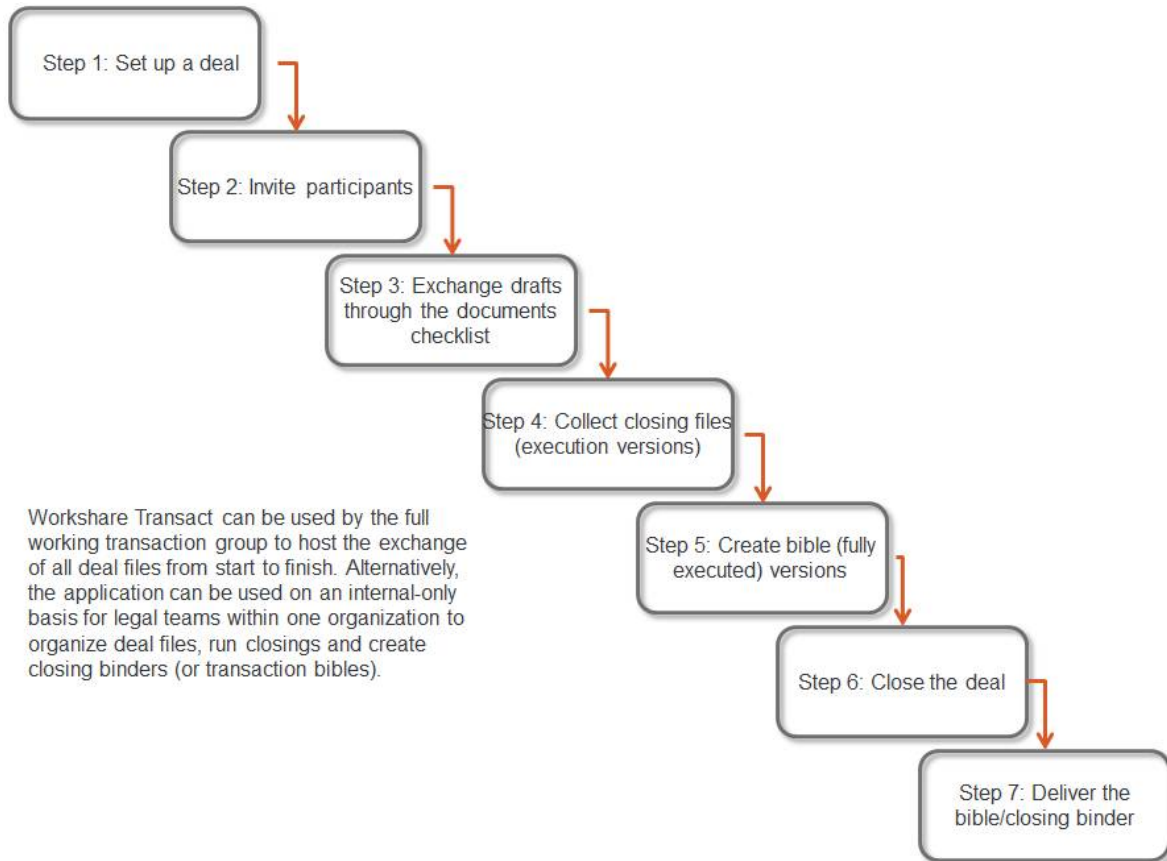 Step 1: Set up a deal
Step 2: Invite participants
Step 3: Exchange drafts
through the documents
checklist
Step 4: Collect closing files
(execution versions)
Step 5: Create bible (fully
executed) versions
Step 6: Close the deal
Step 7: Deliver the
bible/closing binder
Workshare Transact can be used by the full
working transaction group to host the exchange
of all deal files from start to finish. Alternatively,
the application can be used on an internal-only
basis for legal teams within one organization to
organize deal files, run closings and create
closing binders (or transaction bibles).